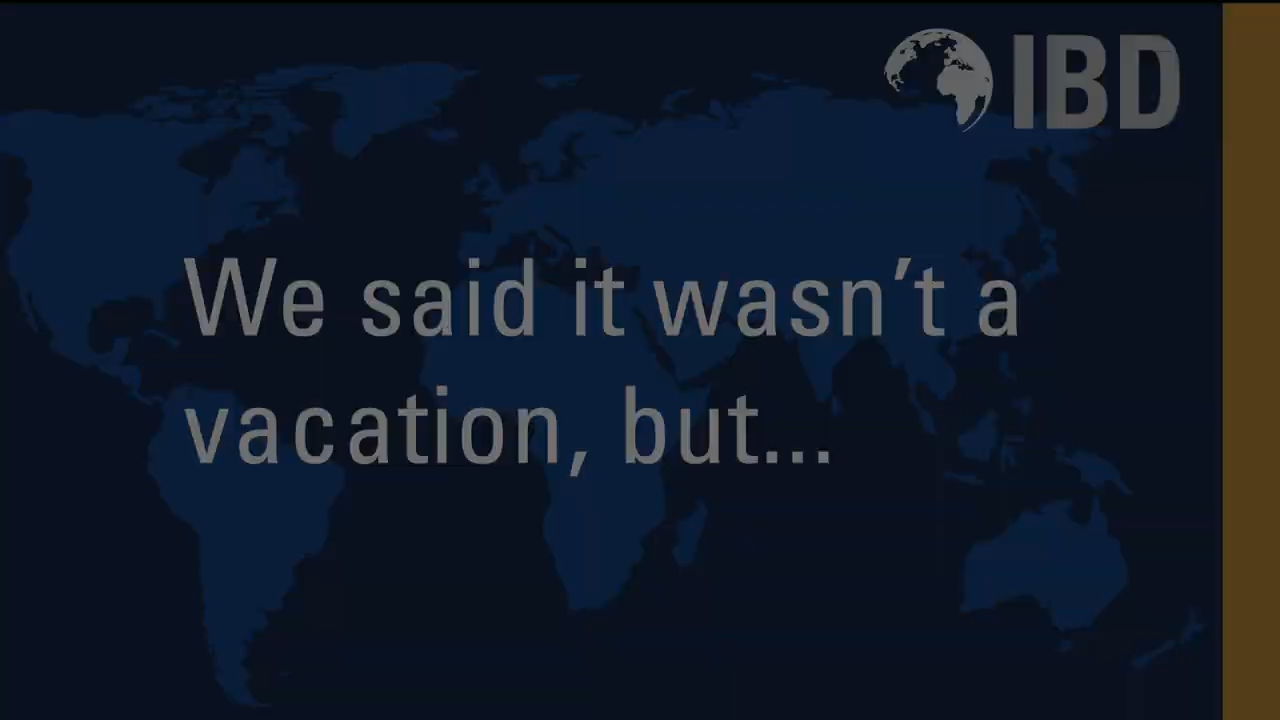 IBD
We said it wasn’t a
vacation, but...